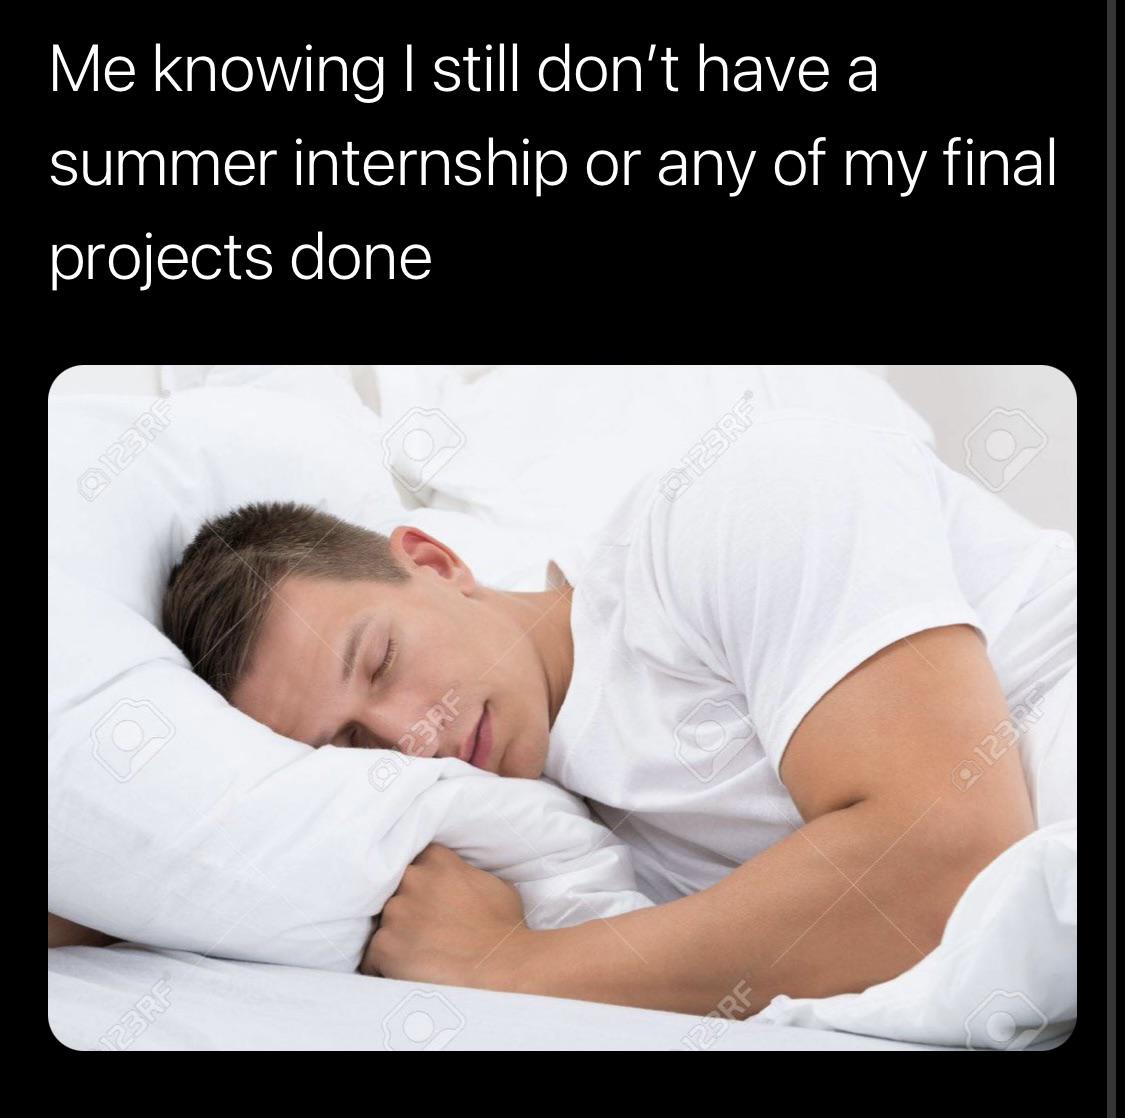 Me knowing I still don’t have a
summer internship or any of my final
projects done
123RF
123RF
123RF
123RF
123RF
123RF